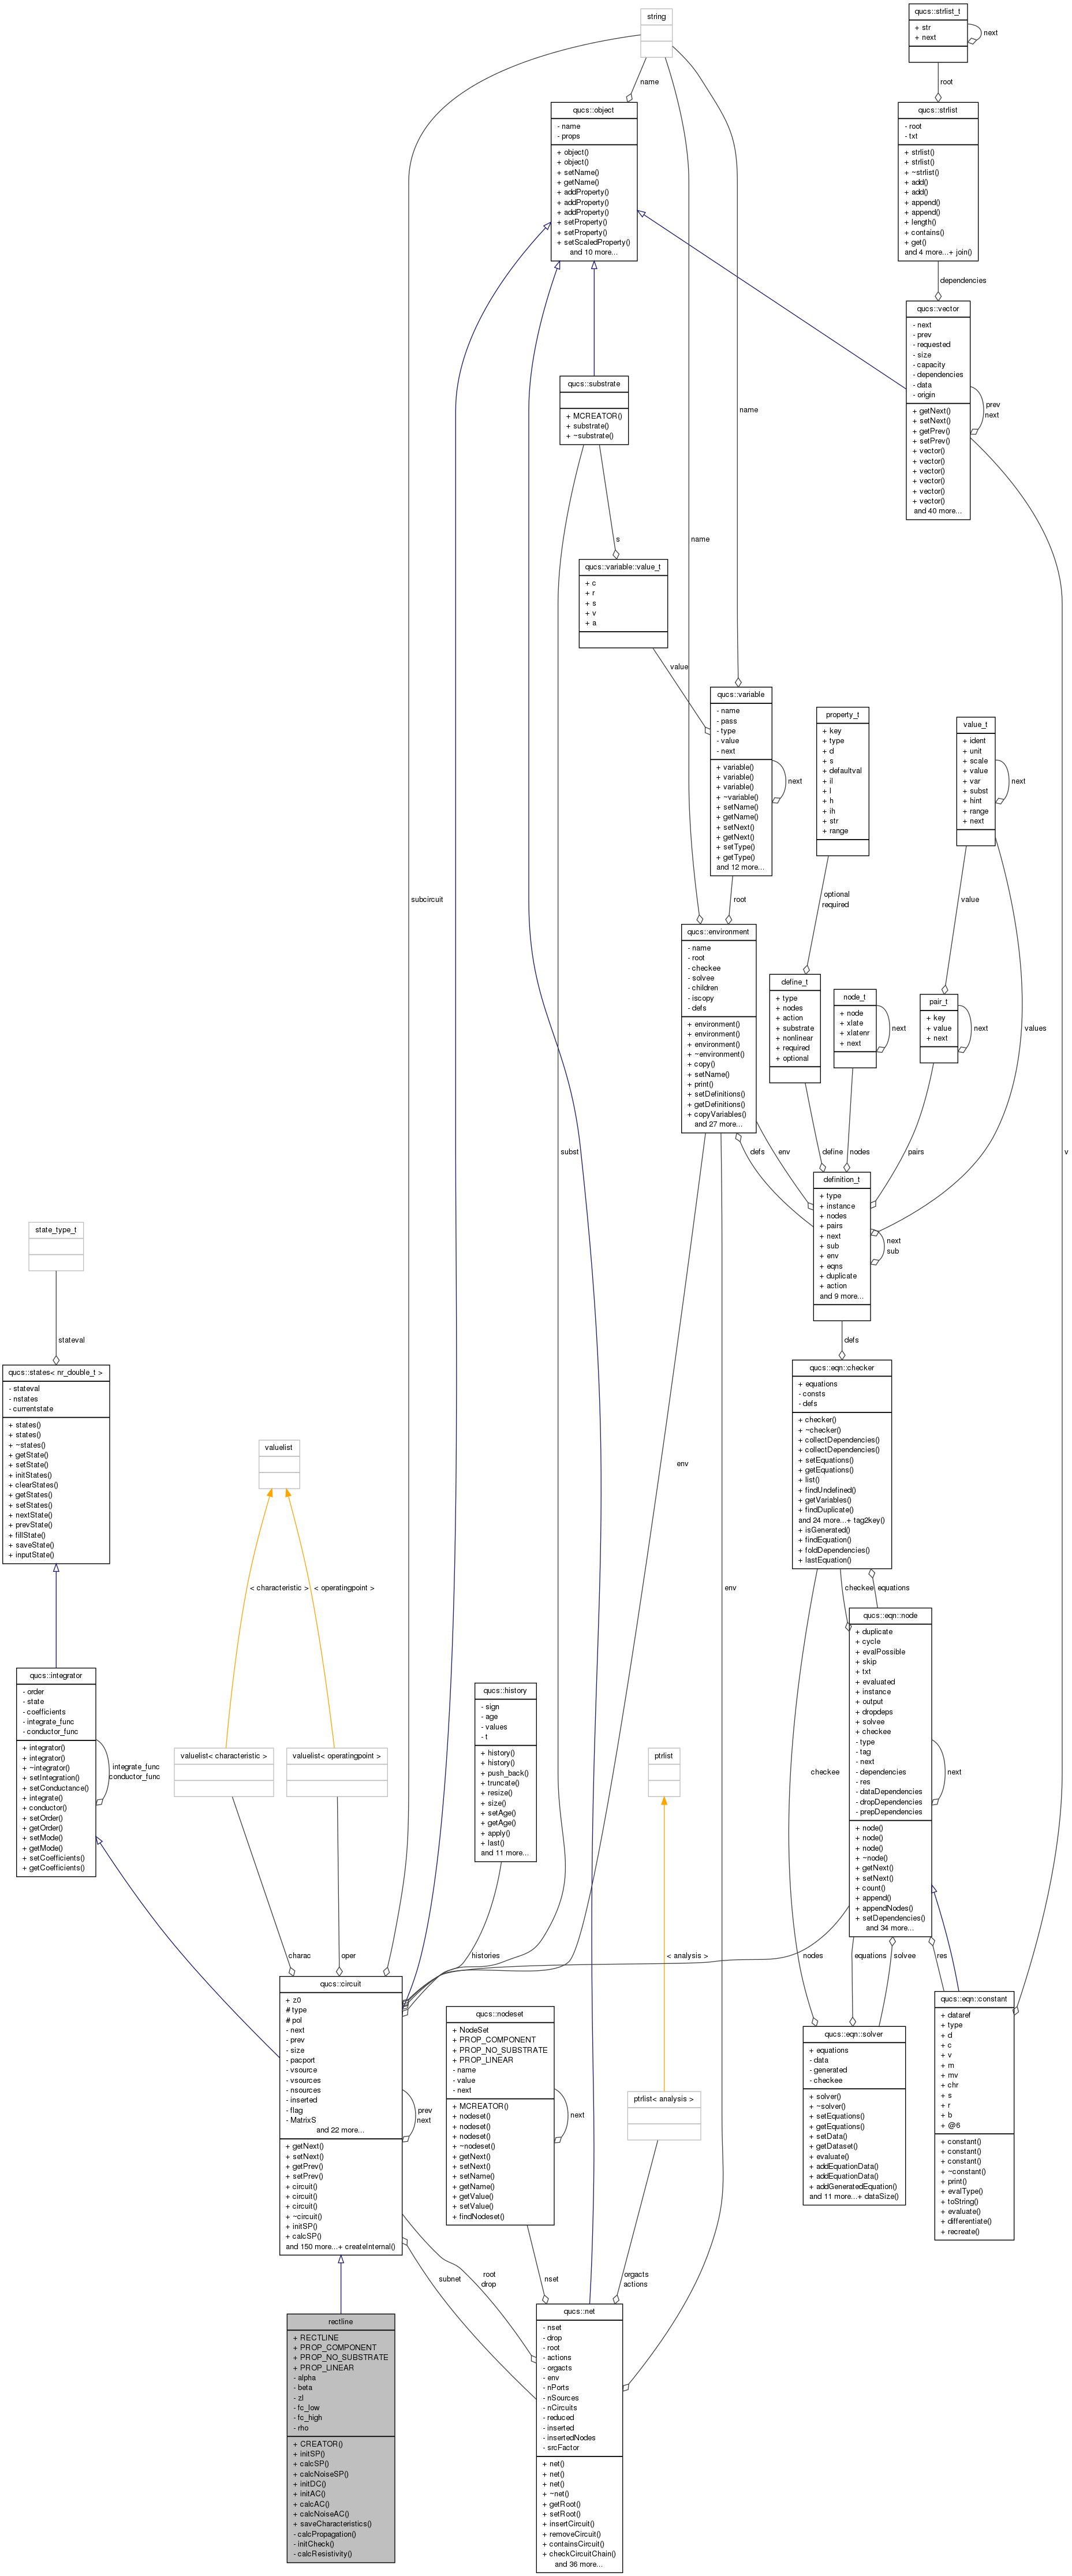 string
name
qucs::strlist_t
+ str
+ next
next
root
qucs::object
- name
- props
+ object()
+ object()
+ setName()
+ getName()
+ addProperty()
+ addProperty()
+ addProperty()
+ setProperty()
+ setProperty()
+ setScaledProperty()
and 10 more...
qucs::strlist
- root
- txt
+ strlist()
+ strlist()
+ ~strlist()
+ add()
+ add()
+ append()
+ append()
+ length()
+ contains()
+ get()
and 4 more...+ join()
dependencies
qucs::vector
- next
- prev
- requested
- size
- capacity
- dependencies
- data
- origin
+ getNext()
+ setNext()
+ getPrev()
+ setPrev()
+ vector()
+ vector()
+ vector()
+ vector()
+ vector()
+ vector()
and 40 more...
prev
next
qucs::substrate
+ MCREATOR()
+ substrate()
+ ~substrate()
name
name
s
qucs::variable::value_t
+ c
+ r
+ s
+ v
+ a
value
qucs::variable
- name
- pass
- type
- value
- next
+ variable()
+ variable()
+ variable()
+ ~variable()
+ setName()
+ getName()
+ setNext()
+ getNext()
+ setType()
+ getType()
and 12 more...
next
root
property_t
+ key
+ type
+ d
+ s
+ defaultval
+ il
+ l
+ h
+ ih
+ str
+ range
optional
required
value_t
+ ident
+ unit
+ scale
+ value
+ var
+ subst
+ hint
+ range
+ next
next
value
values
subcircuit
subst
v
qucs::environment
- name
- root
- checkee
- solvee
- children
- iscopy
- defs
+ environment()
+ environment()
+ environment()
+ ~environment()
+ copy()
+ setName()
+ print()
+ setDefinitions()
+ getDefinitions()
+ copyVariables()
and 27 more...
define_t
+ type
+ nodes
+ action
+ substrate
+ nonlinear
+ required
+ optional
node_t
+ node
+ xlate
+ xlatenr
+ next
next
pair_t
+ key
+ value
+ next
next
defs
env
define
nodes
pairs
definition_t
+ type
+ instance
+ nodes
+ pairs
+ next
+ sub
+ env
+ eqns
+ duplicate
+ action
and 9 more...
next
sub
defs
state_type_t
stateval
qucs::states< nr_double_t >
- stateval
- nstates
- currentstate
+ states()
+ states()
+ ~states()
+ getState()
+ setState()
+ initStates()
+ clearStates()
+ getStates()
+ setStates()
+ nextState()
+ prevState()
+ fillState()
+ saveState()
+ inputState()
qucs::eqn::checker
+ equations
- consts
- defs
+ checker()
+ ~checker()
+ collectDependencies()
+ collectDependencies()
+ setEquations()
+ getEquations()
+ list()
+ findUndefined()
+ getVariables()
+ findDuplicate()
and 24 more...+ tag2key()
+ isGenerated()
+ findEquation()
+ foldDependencies()
+ lastEquation()
valuelist
< characteristic >
< operatingpoint >
env
env
checkee
equations
checkee
qucs::eqn::node
+ duplicate
+ cycle
+ evalPossible
+ skip
+ txt
+ evaluated
+ instance
+ output
+ dropdeps
+ solvee
+ checkee
- type
- tag
- next
- dependencies
- res
- dataDependencies
- dropDependencies
- prepDependencies
+ node()
+ node()
+ node()
+ ~node()
+ getNext()
+ setNext()
+ count()
+ append()
+ appendNodes()
+ setDependencies()
and 34 more...
next
qucs::integrator
- order
- state
- coefficients
- integrate_func
- conductor_func
+ integrator()
+ integrator()
+ ~integrator()
+ setIntegration()
+ setConductance()
+ integrate()
+ conductor()
+ setOrder()
+ getOrder()
+ setMode()
+ getMode()
+ setCoefficients()
+ getCoefficients()
integrate_func
conductor_func
valuelist< characteristic >
valuelist< operatingpoint >
qucs::history
- sign
- age
- values
- t
+ history()
+ history()
+ push_back()
+ truncate()
+ resize()
+ size()
+ setAge()
+ getAge()
+ apply()
+ last()
and 11 more...
ptrlist
charac
oper
histories
< analysis >
nodes
equations
solvee
res
qucs::circuit
+ z0
# type
# pol
- next
- prev
- size
- pacport
- vsource
- vsources
- nsources
- inserted
- flag
- MatrixS
and 22 more...
+ getNext()
+ setNext()
+ getPrev()
+ setPrev()
+ circuit()
+ circuit()
+ circuit()
+ ~circuit()
+ initSP()
+ calcSP()
and 150 more...+ createInternal()
prev
next
qucs::nodeset
+ NodeSet
+ PROP_COMPONENT
+ PROP_NO_SUBSTRATE
+ PROP_LINEAR
- name
- value
- next
+ MCREATOR()
+ nodeset()
+ nodeset()
+ nodeset()
+ ~nodeset()
+ getNext()
+ setNext()
+ setName()
+ getName()
+ getValue()
+ setValue()
+ findNodeset()
next
ptrlist< analysis >
qucs::eqn::solver
+ equations
- data
- generated
- checkee
+ solver()
+ ~solver()
+ setEquations()
+ getEquations()
+ setData()
+ getDataset()
+ evaluate()
+ addEquationData()
+ addEquationData()
+ addGeneratedEquation()
and 11 more...+ dataSize()
qucs::eqn::constant
+ dataref
+ type
+ d
+ c
+ v
+ m
+ mv
+ chr
+ s
+ r
+ b
+ @6
+ constant()
+ constant()
+ constant()
+ ~constant()
+ print()
+ evalType()
+ toString()
+ evaluate()
+ differentiate()
+ recreate()
subnet
root
drop
nset
orgacts
actions
rectline
+ RECTLINE
+ PROP_COMPONENT
+ PROP_NO_SUBSTRATE
+ PROP_LINEAR
- alpha
- beta
- zl
- fc_low
- fc_high
- rho
+ CREATOR()
+ initSP()
+ calcSP()
+ calcNoiseSP()
+ initDC()
+ initAC()
+ calcAC()
+ calcNoiseAC()
+ saveCharacteristics()
- calcPropagation()
- initCheck()
- calcResistivity()
qucs::net
- nset
- drop
- root
- actions
- orgacts
- env
- nPorts
- nSources
- nCircuits
- reduced
- inserted
- insertedNodes
- srcFactor
+ net()
+ net()
+ net()
+ ~net()
+ getRoot()
+ setRoot()
+ insertCircuit()
+ removeCircuit()
+ containsCircuit()
+ checkCircuitChain()
and 36 more...